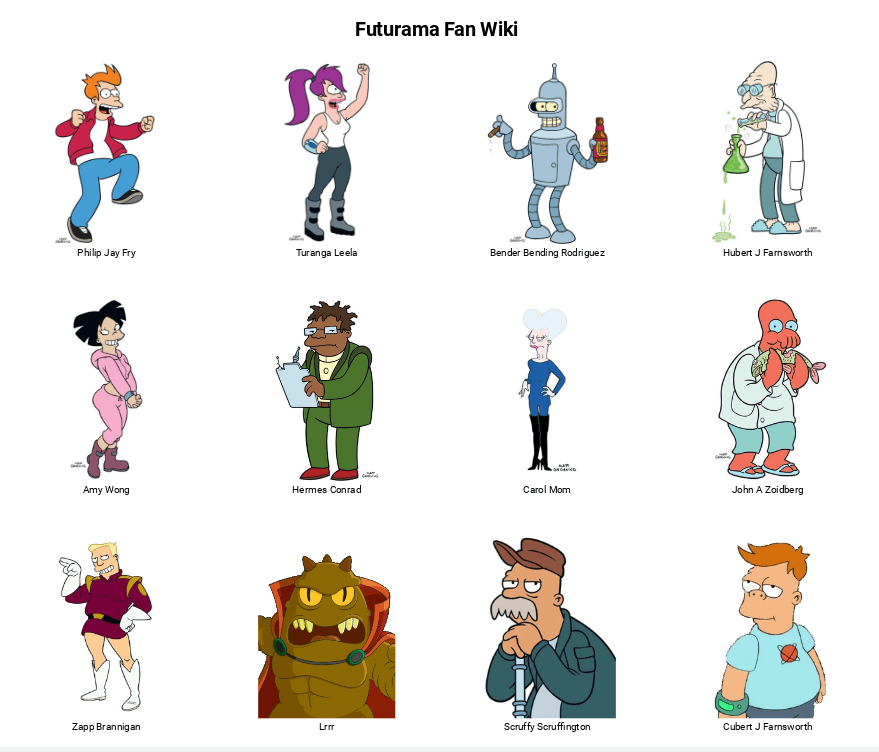 Futurama Fan Wiki
Philip Jay Fry
Turanga Leela
Bender Bending Rodriguez
Hubert J Farnsworth
Amy Wong
Hermes Conrad
Carol Mom
John A Zoidberg
Zapp Brannigan
Lrrr
Scruffy Scruffington
Cubert J Farnsworth